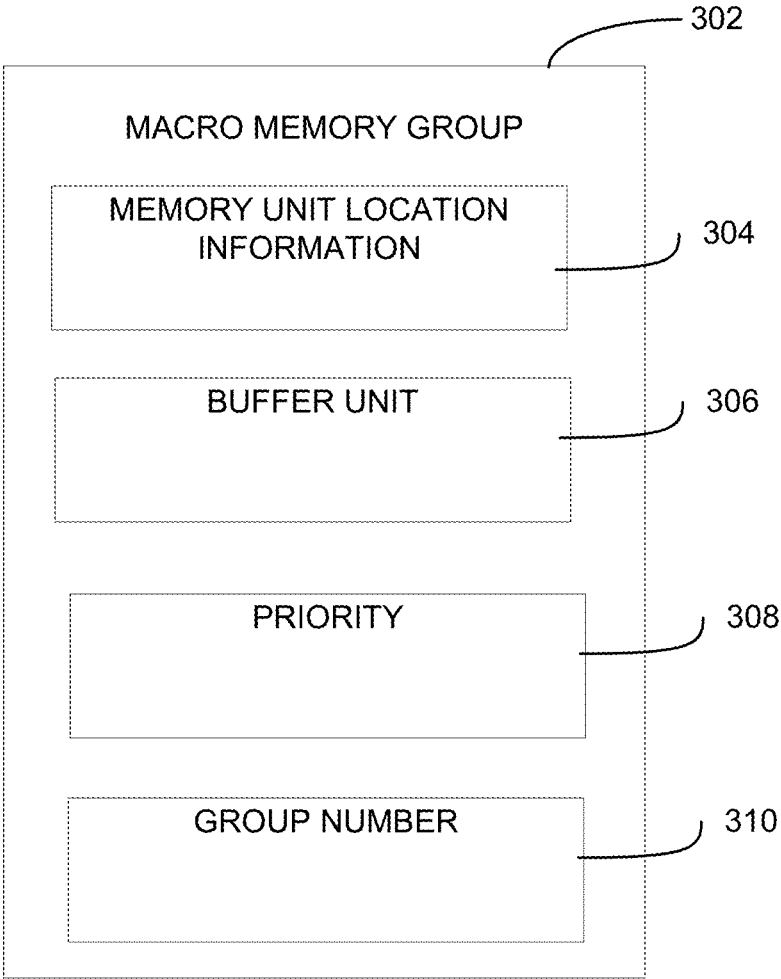 302
MACRO MEMORY GROUP
MEMORY UNIT LOCATION
INFORMATION
304
BUFFER UNIT
306
PRIORITY
308
GROUP NUMBER
310